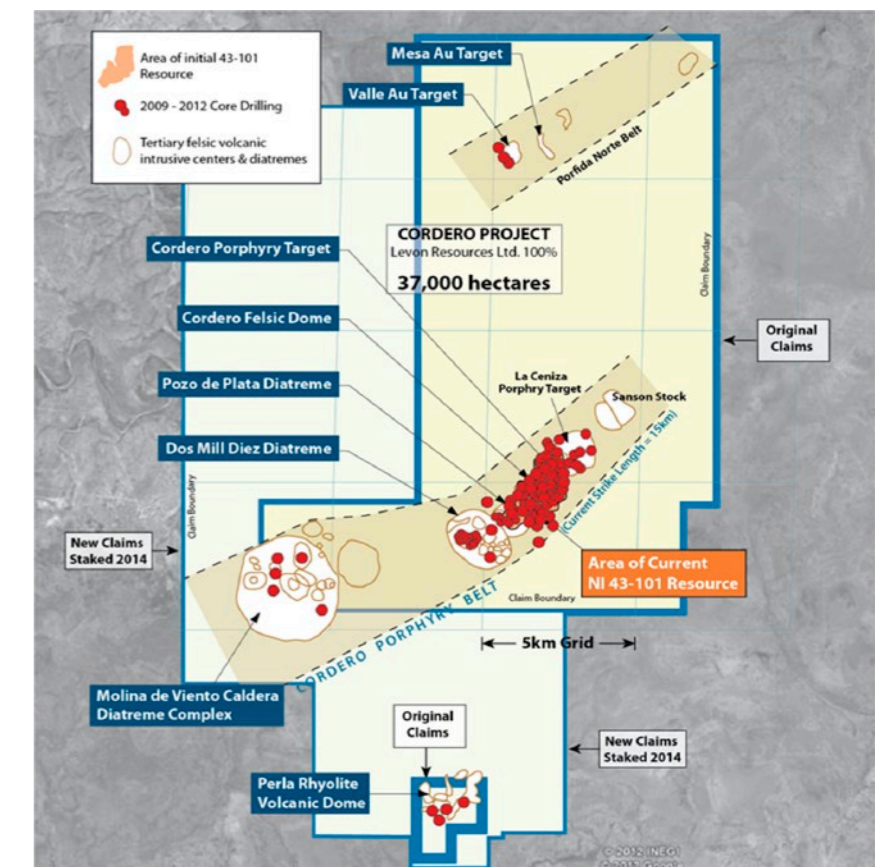 Area of initial 43-101
Resource
2009 - 2012 Core Drilling
Tertiary felsic volcanic
intrusive centers & diatremes
Mesa Au Target
Valle Au Target
Porfida Norte Belt
Cordero Porphyry Target
CORDERO PROJECT
Levon Resources Ltd. 100%
37,000 hectares
Claim Boundary
Cordero Felsic Dome
Original
Claims
Pozo de Plata Diatreme
La Ceniza
Porphry Target
Sanson Stock
Dos Mill Diez Diatreme
(Current Strike Length = 15km)
Claim Boundary
New Claims
Staked 2014
Area of Current
NI 43-101 Resource
Claim Boundary
CORDERO PORPHYRY BELT
5km Grid
Molina de Viento Caldera
Diatreme Complex
Original
Claims
New Claims
Staked 2014
Perla Rhyolite
Volcanic Dome
© 2012 INEGI
© 2012 Google